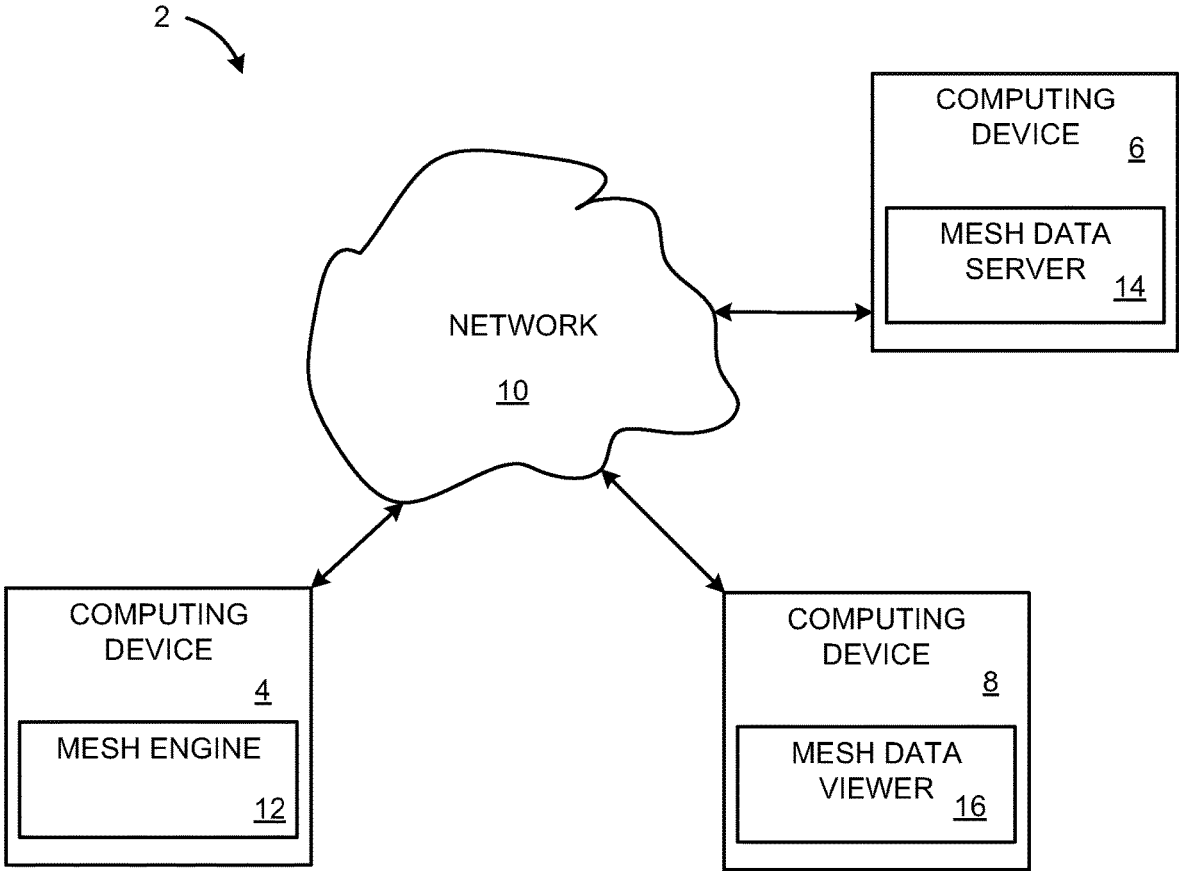 2
COMPUTING
DEVICE
6
MESH DATA
SERVER
14
NETWORK
10
COMPUTING
DEVICE
4
MESH ENGINE
12
COMPUTING
DEVICE
8
MESH DATA
VIEWER
16